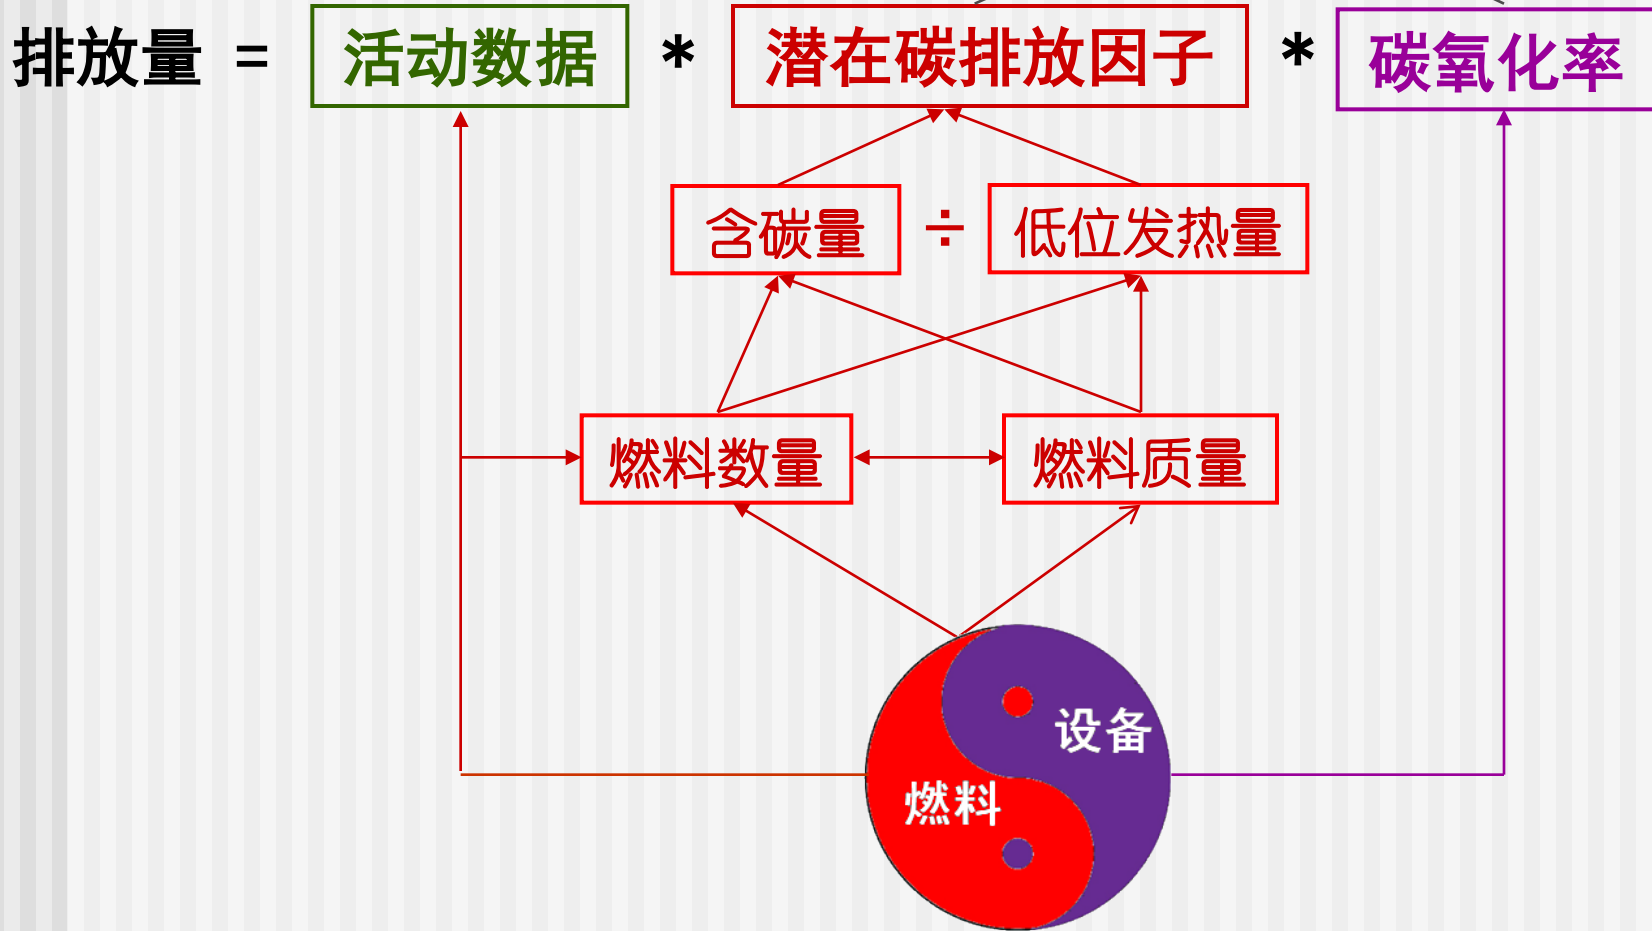 排放量 = 活动数据 * 潜在碳排放因子 * 碳氧化率
含碳量 ÷ 低位发热量
燃料数量 燃料质量
设备
燃料